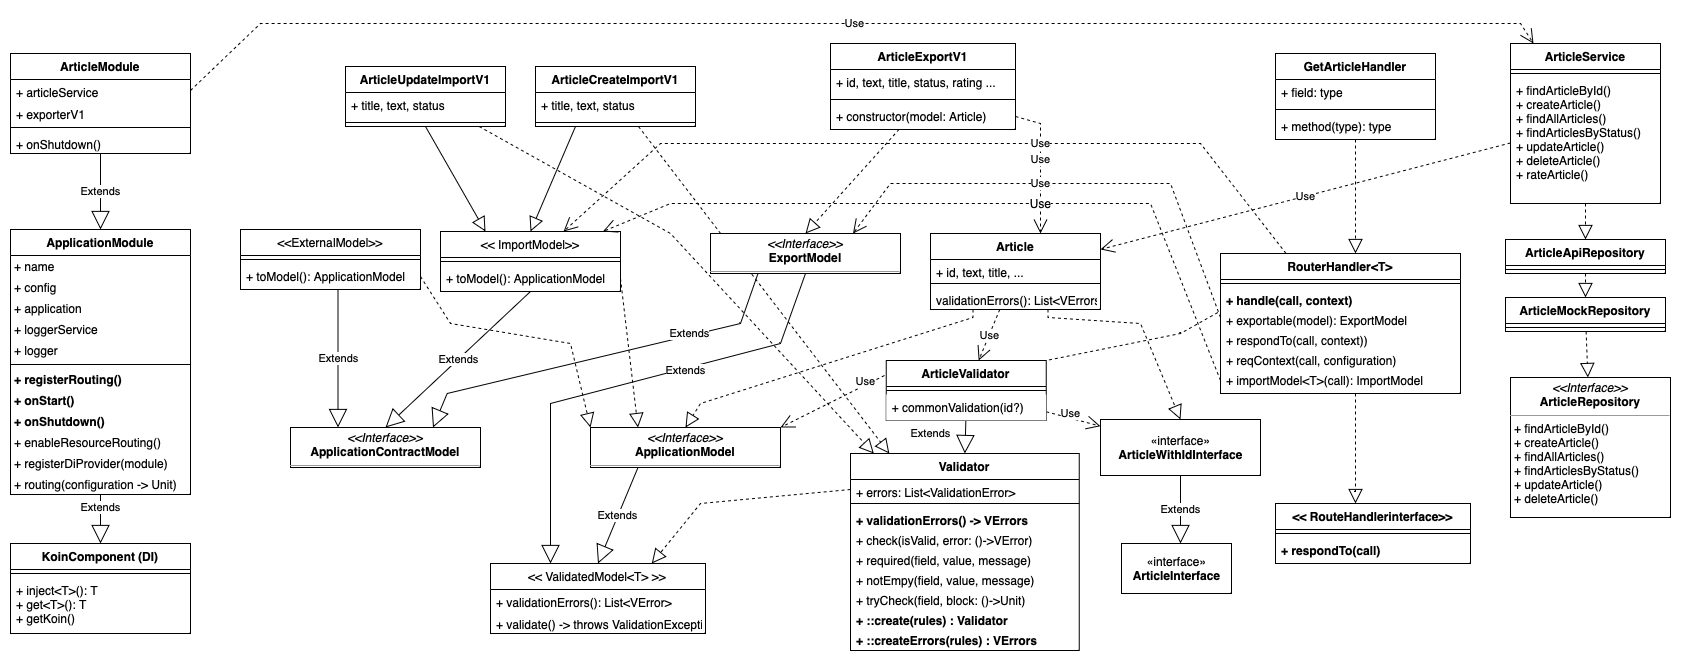 Use
ArticleModule
+ articleService
+ exporterV1
+ onShutdown()
Extends
ApplicationModule
+ name
+ config
+ application
+ loggerService
+ logger
+ registerRouting()
+ onStart()
+ onShutdown()
+ enableResourceRouting()
+ registerDiProvider(module)
+ routing(configuration -> Unit)
Extends
KoinComponent (DI)
+ inject<T>(): T
+ get<T>(): T
+ getKoin()
ArticleUpdateImportV1
+ title, text, status
ArticleCreateImportV1
+ title, text, status
ArticleExportV1
+ id, text, title, status, rating ...
+ constructor(model: Article)
Use
Use
Use
Use
GetArticleHandler
+ field: type
+ method(type): type
ArticleService
+ findArticleById()
+ createArticle()
+ findAllArticles()
+ findArticlesByStatus()
+ updateArticle()
+ deleteArticle()
+ rateArticle()
Use
<<ExternalModel>>
+ toModel(): ApplicationModel
<< ImportModel>>
+ toModel(): ApplicationModel
<<Interface>>
ExportModel
Article
+ id, text, title, ...
validationErrors(): List<VErrors
RouterHandler<T>
+ handle(call, context)
+ exportable(model): ExportModel
+ respondTo(call, context))
+ reqContext(call, configuration)
+ importModel<T>(call): ImportModel
ArticleApiRepository
ArticleMockRepository
<<Interface>>
ArticleRepository
+ findArticleById()
+ createArticle()
+ findAllArticles()
+ findArticlesByStatus()
+ updateArticle()
+ deleteArticle()
Extends
Extends
Extends
Extends
Use
Use
ArticleValidator
+ commonValidation(id?)
Use
Extends
<<Interface>>
ApplicationContractModel
<<Interface>>
ApplicationModel
Extends
<< ValidatedModel<T> >>
+ validationErrors(): List<VError>
+ validate() -> throws ValidationExcepti
Validator
+ errors: List<ValidationError>
+ validationErrors() -> VErrors
+ check(isValid, error: ()->VError)
+ required(field, value, message)
+ notEmpy(field, value, message)
+ tryCheck(field, block: ()->Unit)
+ ::create(rules) : Validator
+ ::createErrors(rules) : VErrors
«interface»
ArticleWithIdInterface
Extends
«interface»
ArticleInterface
<< RouteHandlerinterface>>
+ respondTo(call)